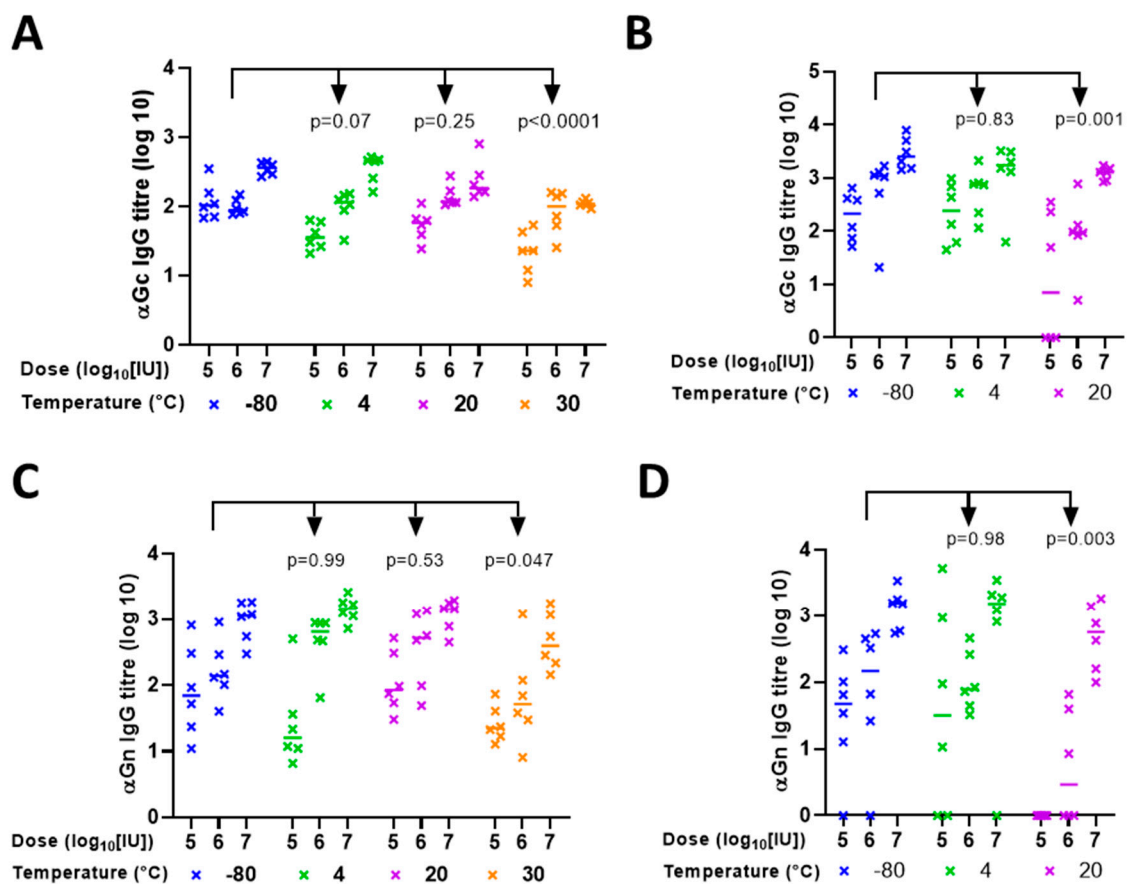 A
αGc IgG titre (log 10)
4
3
2
1
0
p=0.07 p=0.25 p<0.0001
Dose (log10[IU]) 5 6 7 5 6 7 5 6 7 5 6 7
Temperature (°C) × -80 × 4 × 20 × 30
B
αGc IgG titre (log 10)
5
4
3
2
1
0
p=0.83 p=0.001
Dose (log10[IU]) 5 6 7 5 6 7 5 6 7
Temperature (°C) × -80 × 4 × 20
C
αGn IgG titre (log 10)
4
3
2
1
0
p=0.99 p=0.53 p=0.047
Dose (log10[IU]) 5 6 7 5 6 7 5 6 7 5 6 7
Temperature (°C) × -80 × 4 × 20 × 30
D
αGn IgG titre (log 10)
4
3
2
1
0
p=0.98 p=0.003
Dose (log10[IU]) 5 6 7 5 6 7 5 6 7
Temperature (°C) × -80 × 4 × 20